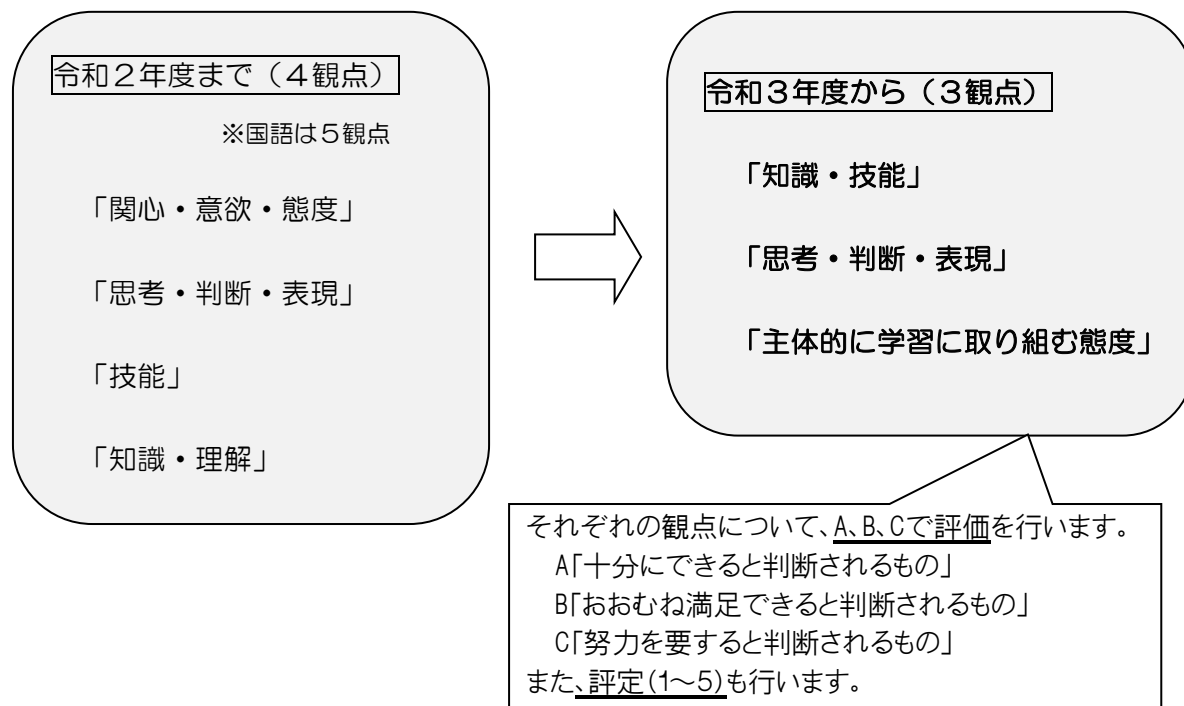 令和２年度まで（４観点）
※国語は５観点
「関心・意欲・態度」
「思考・判断・表現」
「技能」
「知識・理解」
令和３年度から（３観点）
「知識・技能」
「思考・判断・表現」
「主体的に学習に取り組む態度」
それぞれの観点について、A、B、Cで評価を行います。
A「十分にできると判断されるもの」
B「おおむね満足できると判断されるもの」
C「努力を要すると判断されるもの」
また、評定(1～5)も行います。